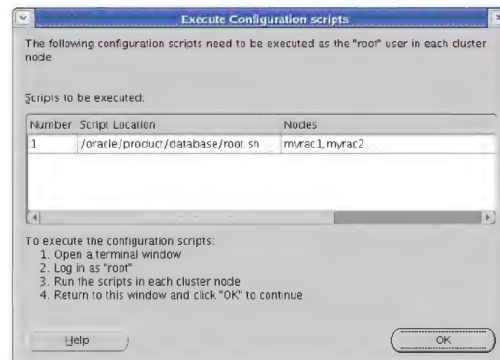 Execute Configuration scripts
The following configuration scripts need to be executed as the "root" user in each cluster
node
Scripts to be executed:
Number Script Location Nodes
1 /oracle/product/database/root.sh myrac1,myrac2
To execute the configuration scripts:
1. Open a terminal window
2. Log in as "root"
3. Run the scripts in each cluster node
4. Return to this window and click "OK" to continue
Help OK